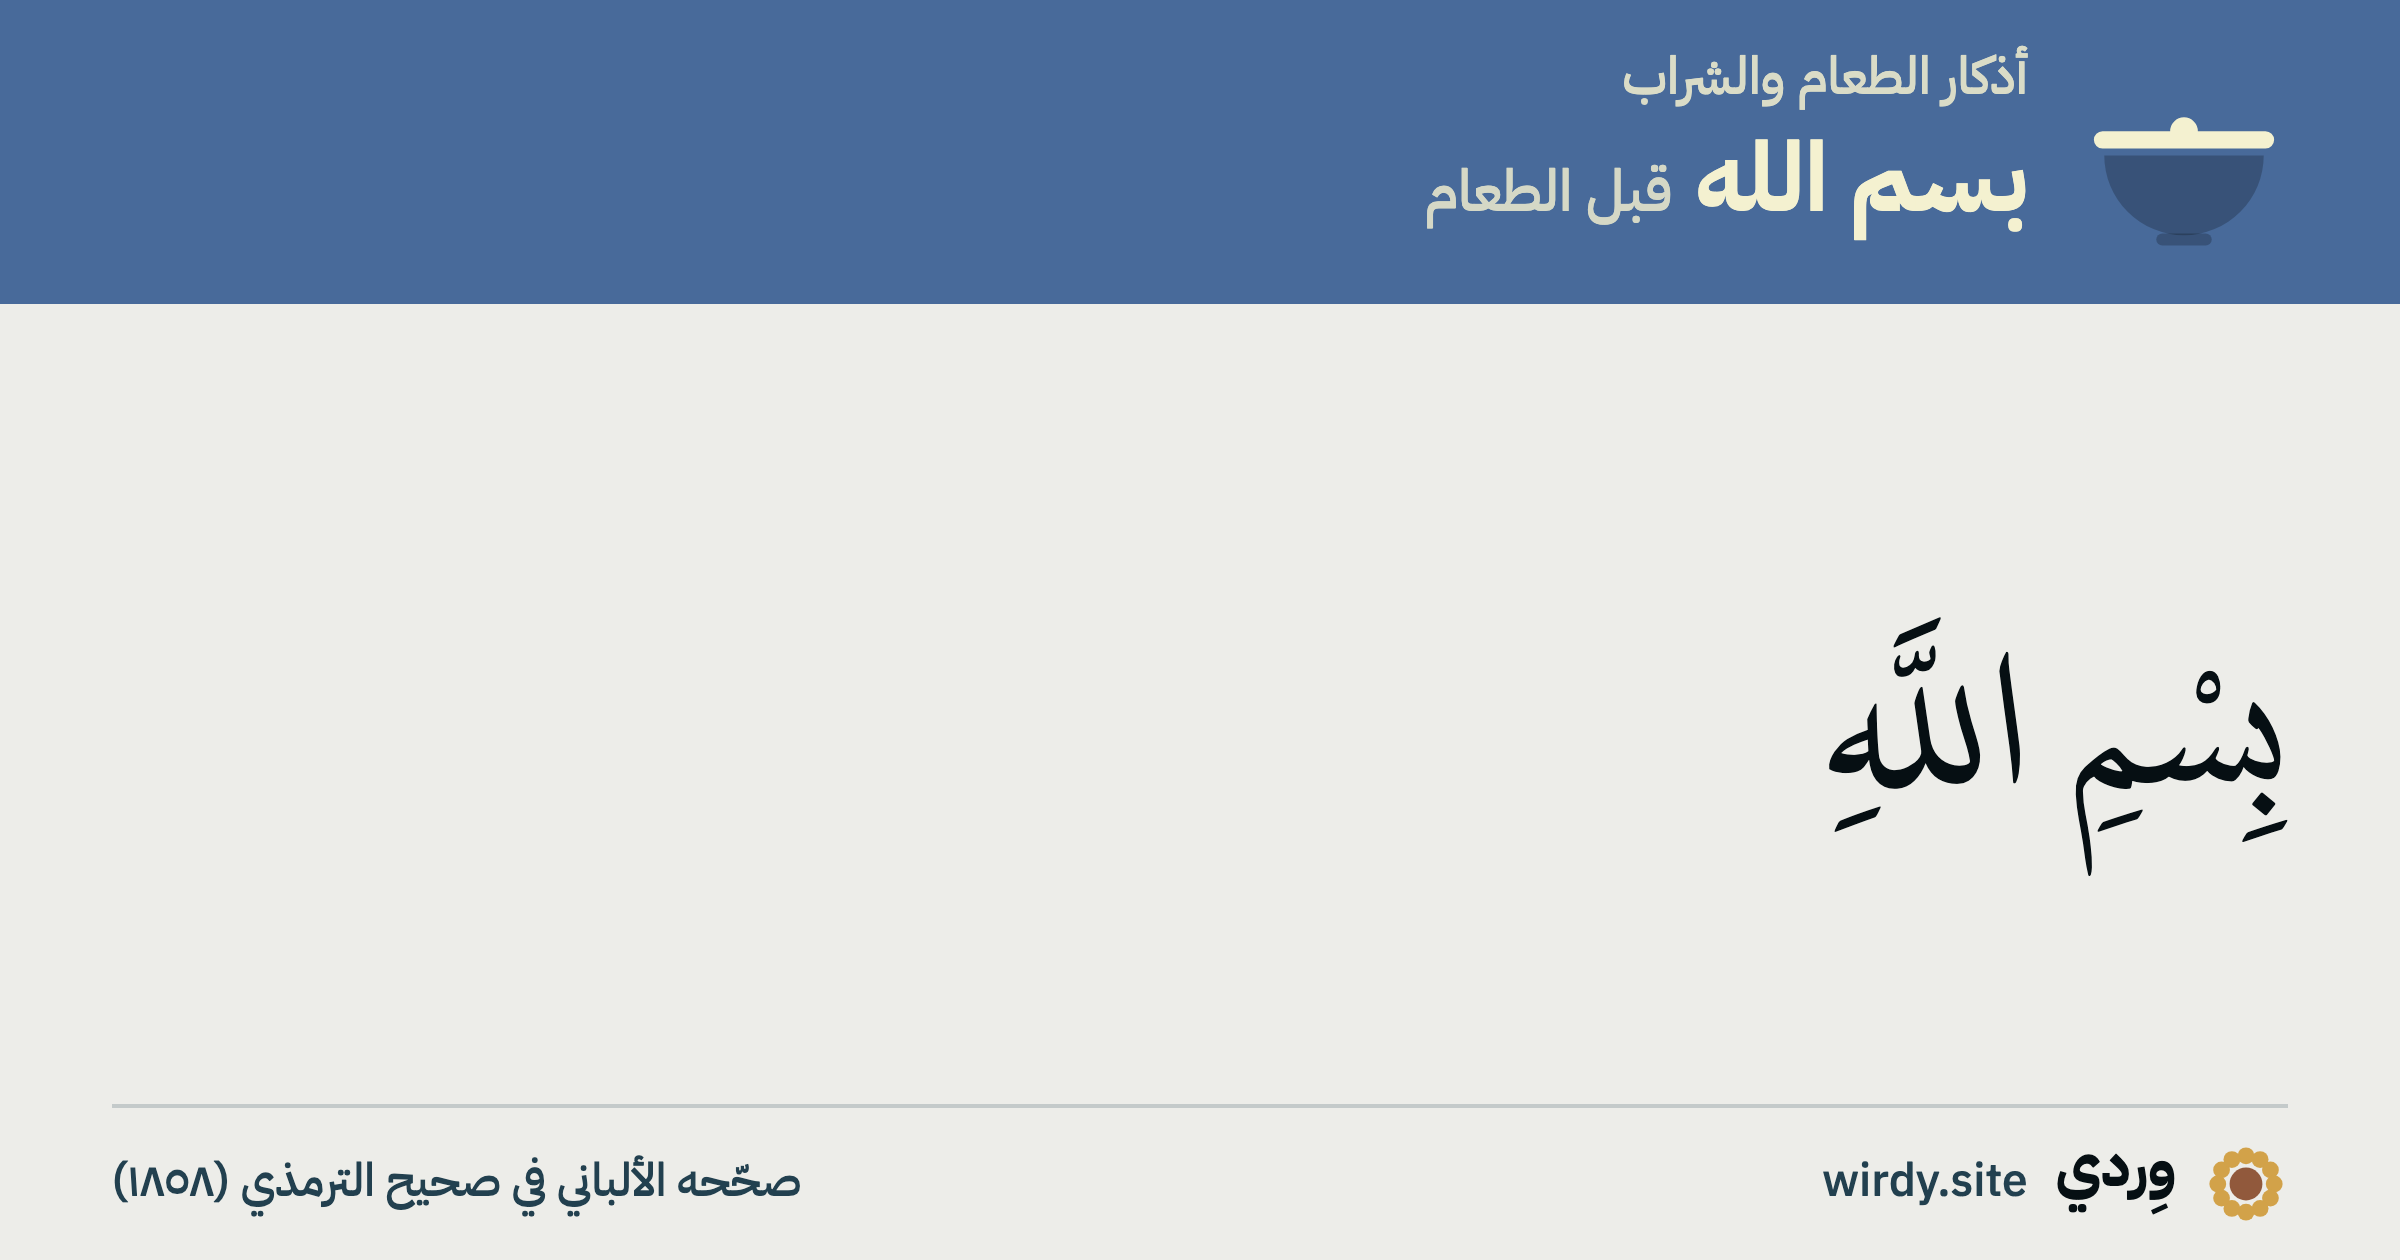 أذكار الطعام والشراب
بسم الله قبل الطعام
بِسْمِ اللَّهِ
وِردي wirdy.site
صحّحه الألباني في صحيح الترمذي (١٨٥٨)